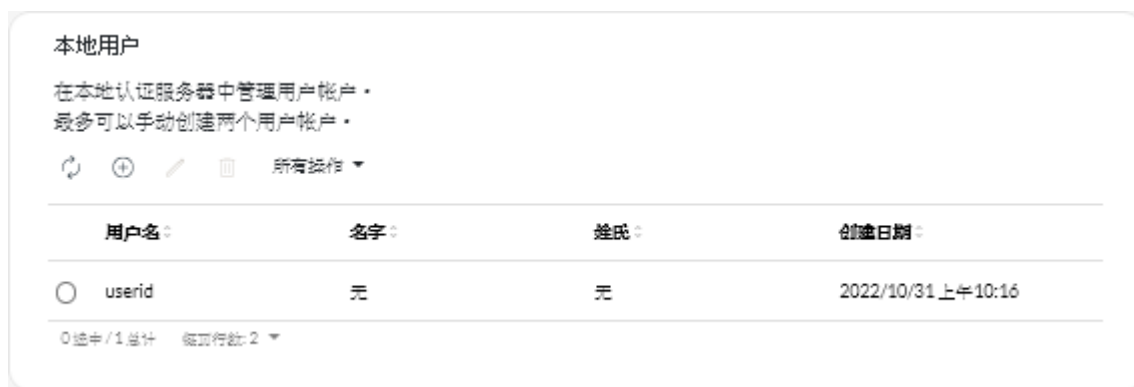 本地用户
在本地认证服务器中管理用户帐户。
最多可以手动创建两个用户帐户。
所有操作
用户名 名字 姓氏 创建日期
userid 无 无 2022/10/31 上午10:16
0选中/1总计 每页行数: 2